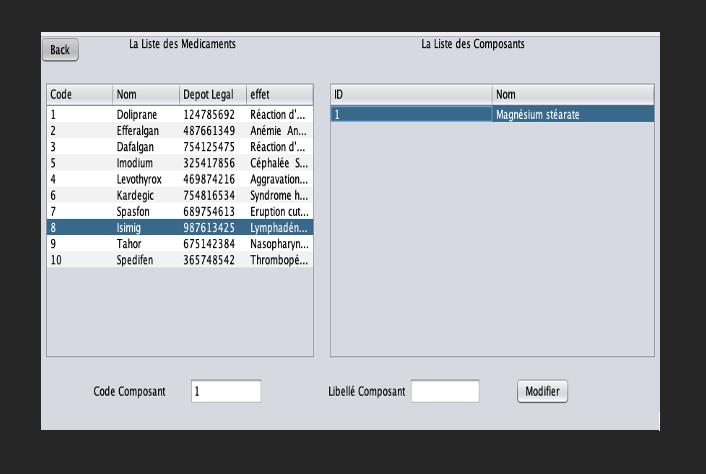 Back
La Liste des Medicaments
La Liste des Composants
Code Nom Depot Legal effet
1 Doliprane 124785692 Réaction d'...
2 Efferalgan 487661349 Anémie An...
3 Dafalgan 754125475 Réaction d'...
5 Imodium 325417856 Céphalée S...
4 Levothyrox 469874216 Aggravation...
6 Kardegic 754816534 Syndrome h...
7 Spasfon 689754613 Eruption cut...
8 Isimig 987613425 Lymphadén...
9 Tahor 675142384 Nasopharyn...
10 Spedifen 365748542 Thrombopé...
ID Nom
1 Magnésium stéarate
Code Composant 1
Libellé Composant
Modifier